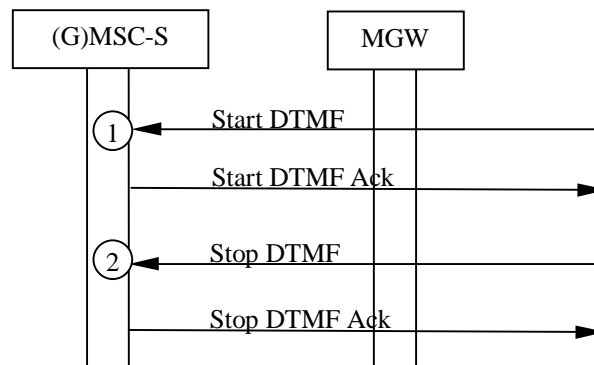 (G)MSC-S
MGW
1
Start DTMF
Start DTMF Ack
2
Stop DTMF
Stop DTMF Ack